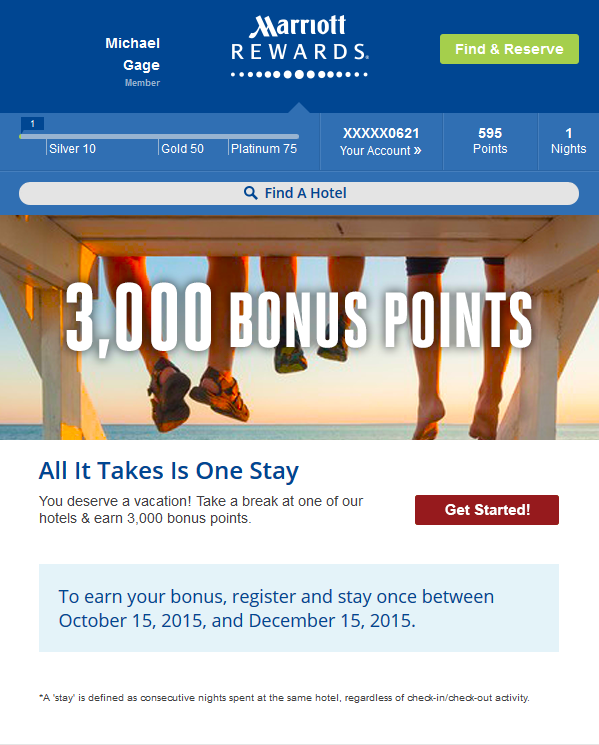 Michael
Gage
Member
Marriott
REWARDS.
Find & Reserve
1
Silver 10
Gold 50
Platinum 75
XXXXX0621
Your Account »
595
Points
1
Nights
Find A Hotel
3,000 BONUS POINTS
All It Takes Is One Stay
You deserve a vacation! Take a break at one of our
hotels & earn 3,000 bonus points.
Get Started!
To earn your bonus, register and stay once between
October 15, 2015, and December 15, 2015.
*A 'stay' is defined as consecutive nights spent at the same hotel, regardless of check-in/check-out activity.